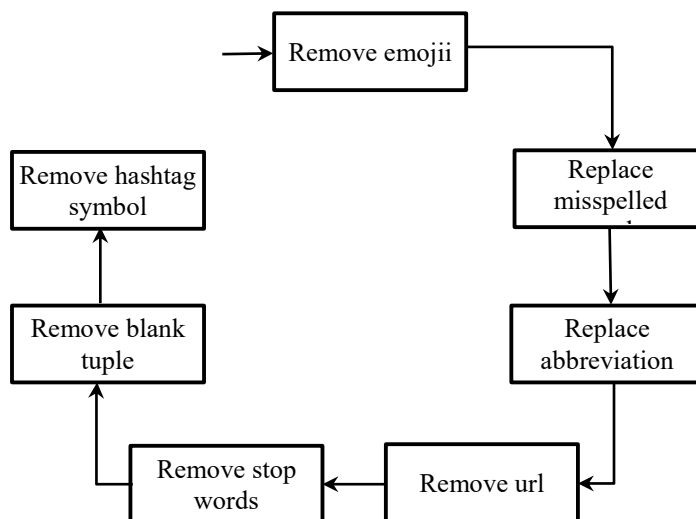 Remove emojii
Replace
misspelled
Replace
abbreviation
Remove url
Remove stop
words
Remove blank
tuple
Remove hashtag
symbol